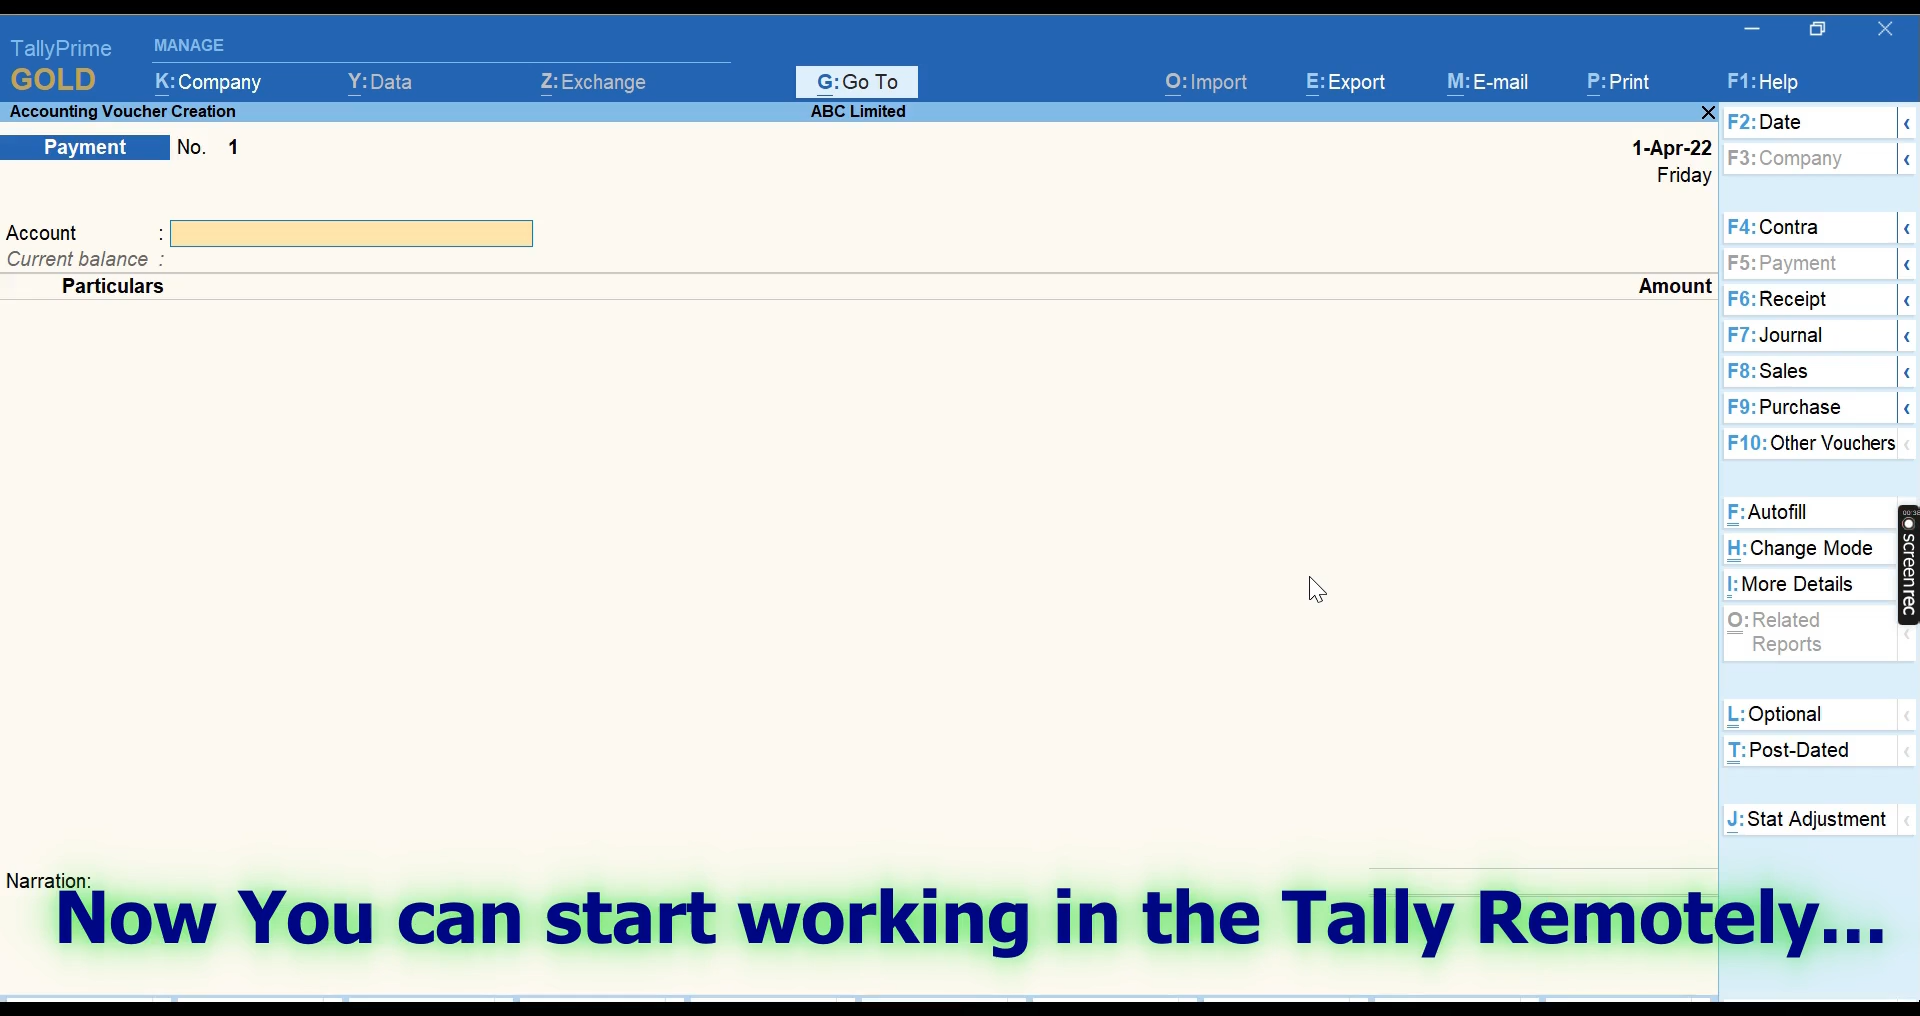 TallyPrime
GOLD
MANAGE
K:Company Y:Data Z:Exchange G:Go To O:Import E:Export M:E-mail P:Print F1:Help
Accounting Voucher Creation ABC Limited
Payment No. 1 1-Apr-22
Friday
Account :
Current balance :
Particulars Amount
F2:Date
F3:Company
F4:Contra
F5:Payment
F6:Receipt
F7:Journal
F8:Sales
F9:Purchase
F10:Other Vouchers
F:Autofill
H:Change Mode
I:More Details
O:Related
Reports
L:Optional
T:Post-Dated
J:Stat Adjustment
screenrec
Narration:
Now You can start working in the Tally Remotely...